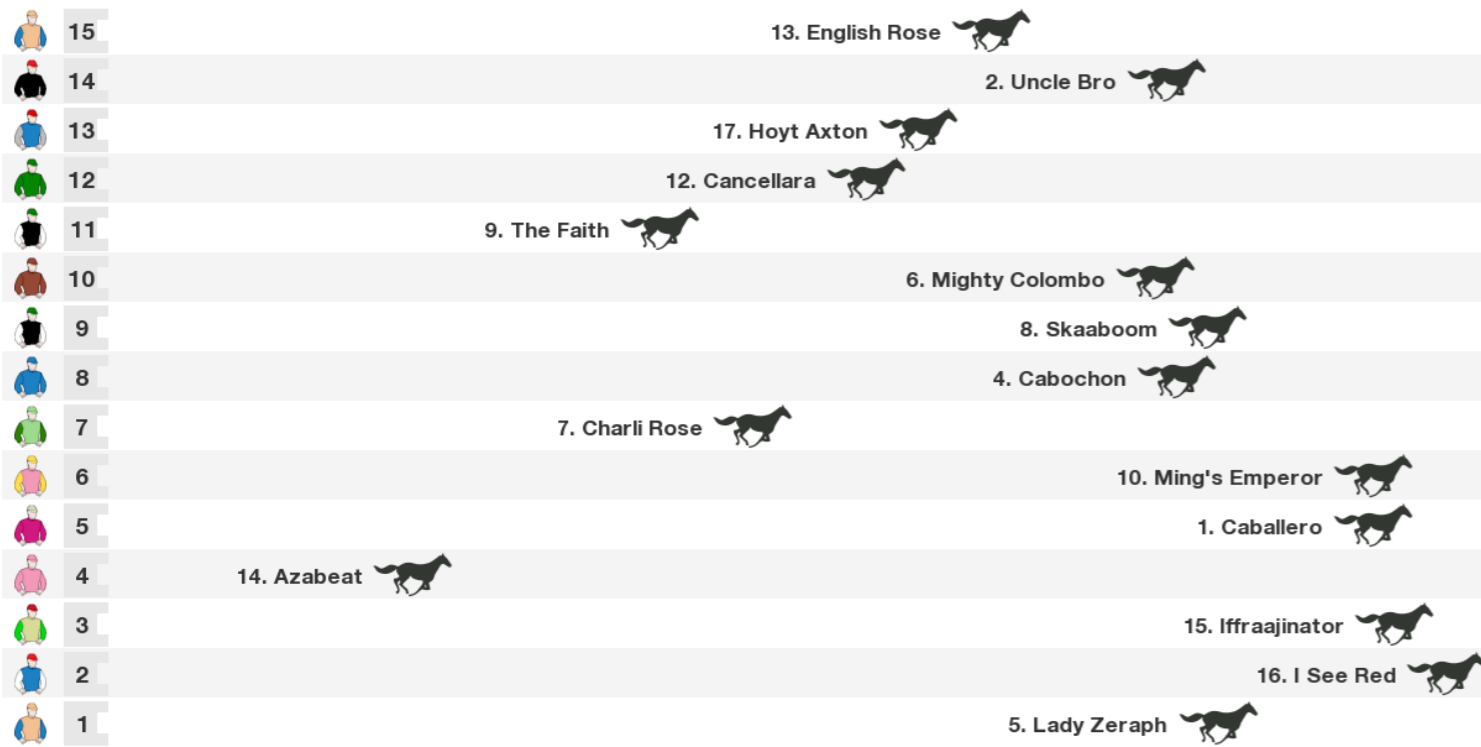 15 13. English Rose
14 2. Uncle Bro
13 17. Hoyt Axton
12 12. Cancellara
11 9. The Faith
10 6. Mighty Colombo
9 8. Skaaboom
8 4. Cabochon
7 7. Charli Rose
6 10. Ming's Emperor
5 1. Caballero
4 14. Azabeat
3 15. Iffraajinator
2 16. I See Red
1 5. Lady Zeraph